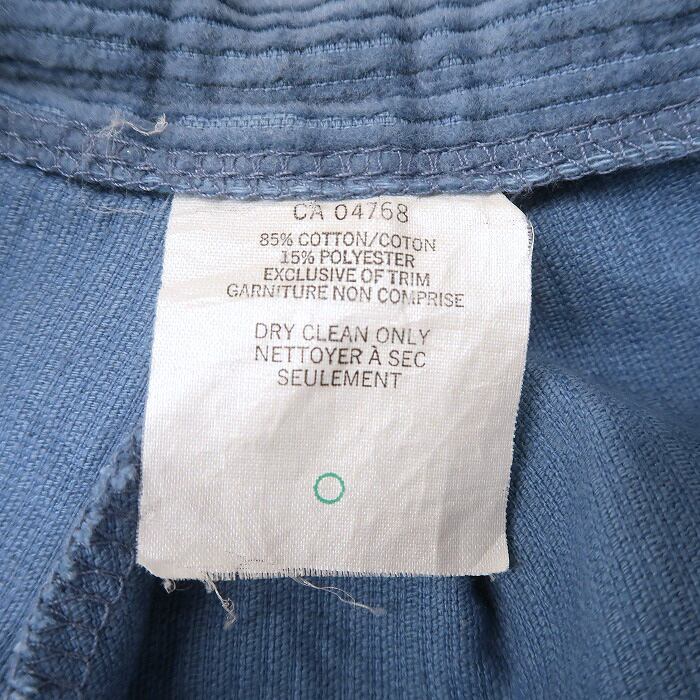 CA 04768
85% COTTON/COTON
15% POLYESTER
EXCLUSIVE OF TRIM
GARNITURE NON COMPRISE
DRY CLEAN ONLY
NETTOYER À SEC
SEULEMENT